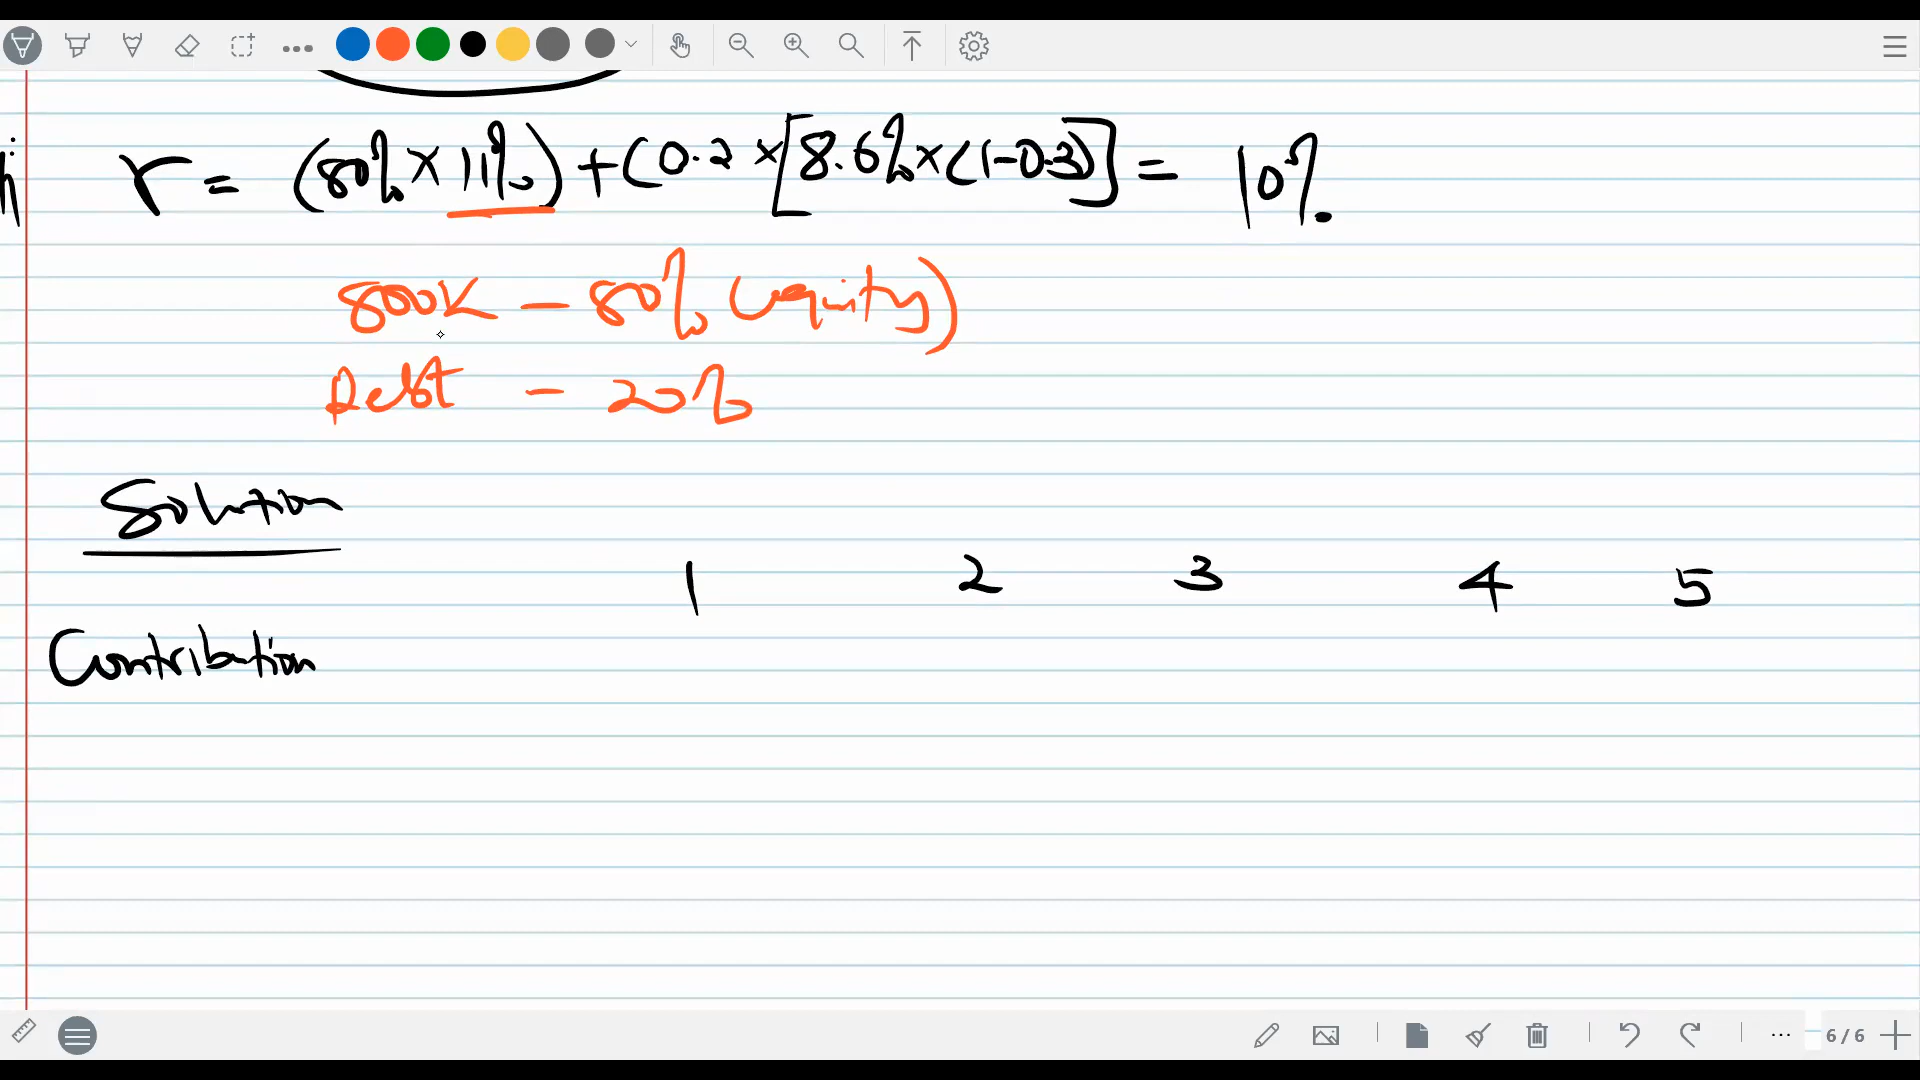 r = (80% × 11%) + (0.2 × [8.6% × (1-0.3)] = 10%
800K - 80% (equity)
Debt - 20%
Solution
1 2 3 4 5
Contribution
6 / 6